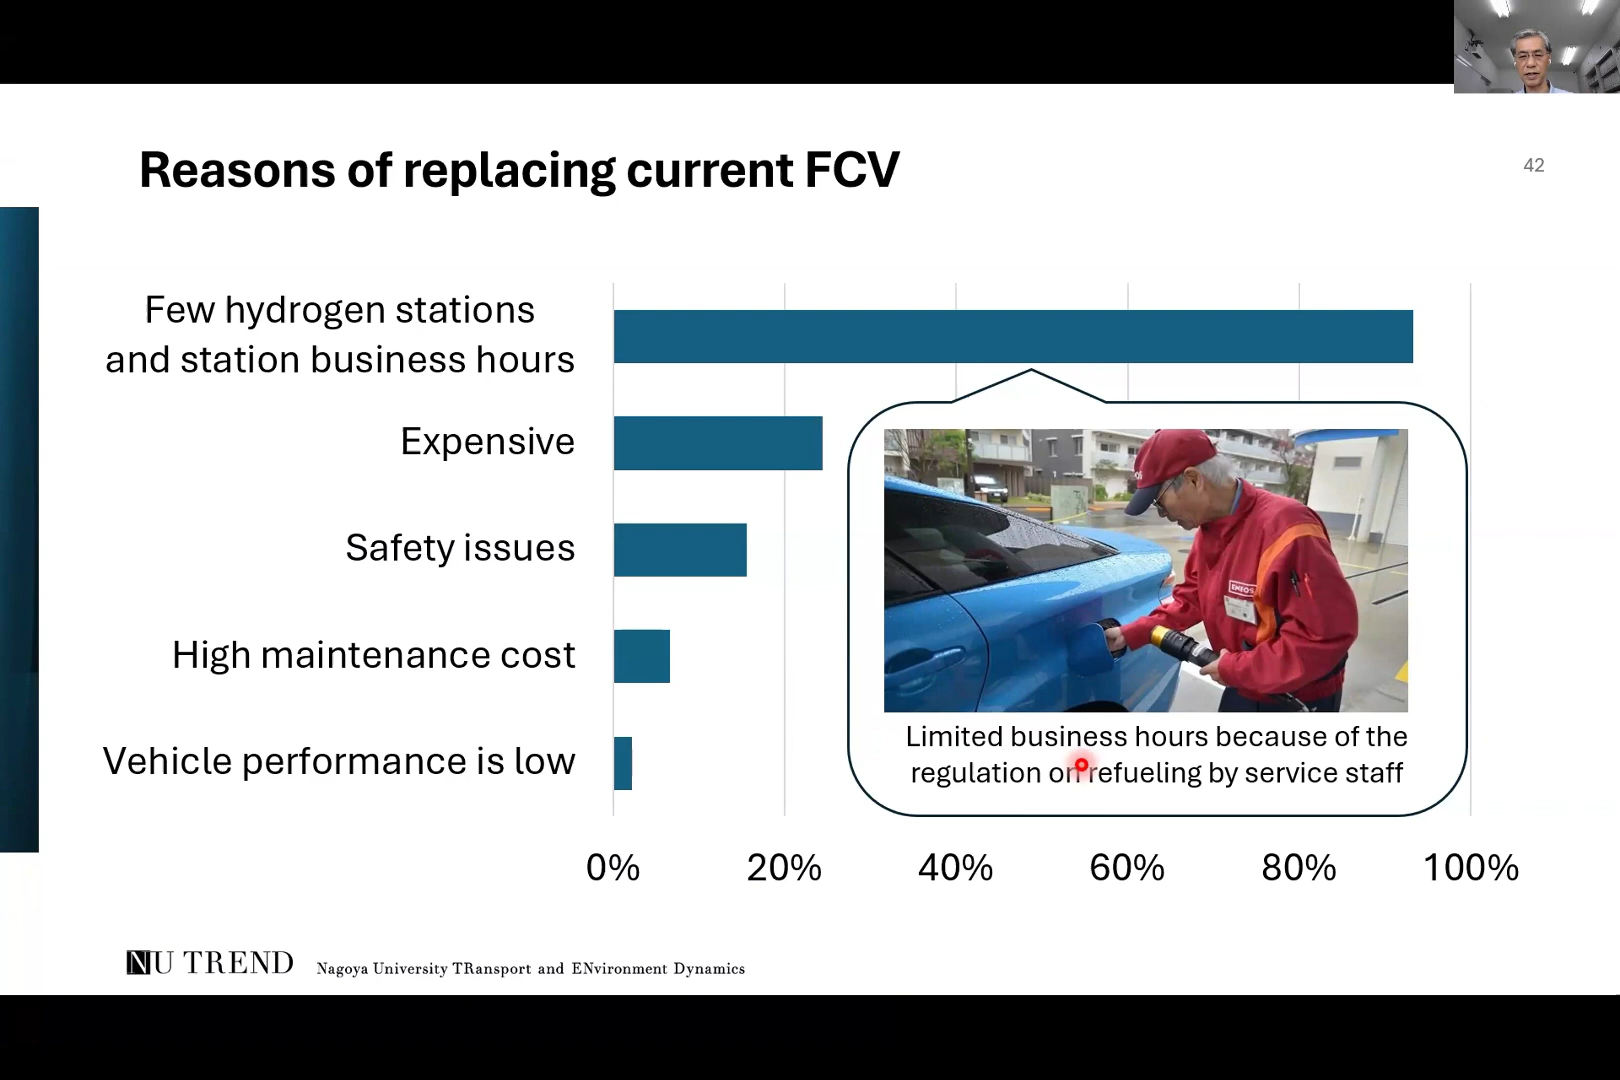 Reasons of replacing current FCV
42
Few hydrogen stations
and station business hours
Expensive
Safety issues
High maintenance cost
Vehicle performance is low
ENEOS
Limited business hours because of the
regulation on refueling by service staff
0% 20% 40% 60% 80% 100%
NU TREND Nagoya University TRansport and ENvironment Dynamics